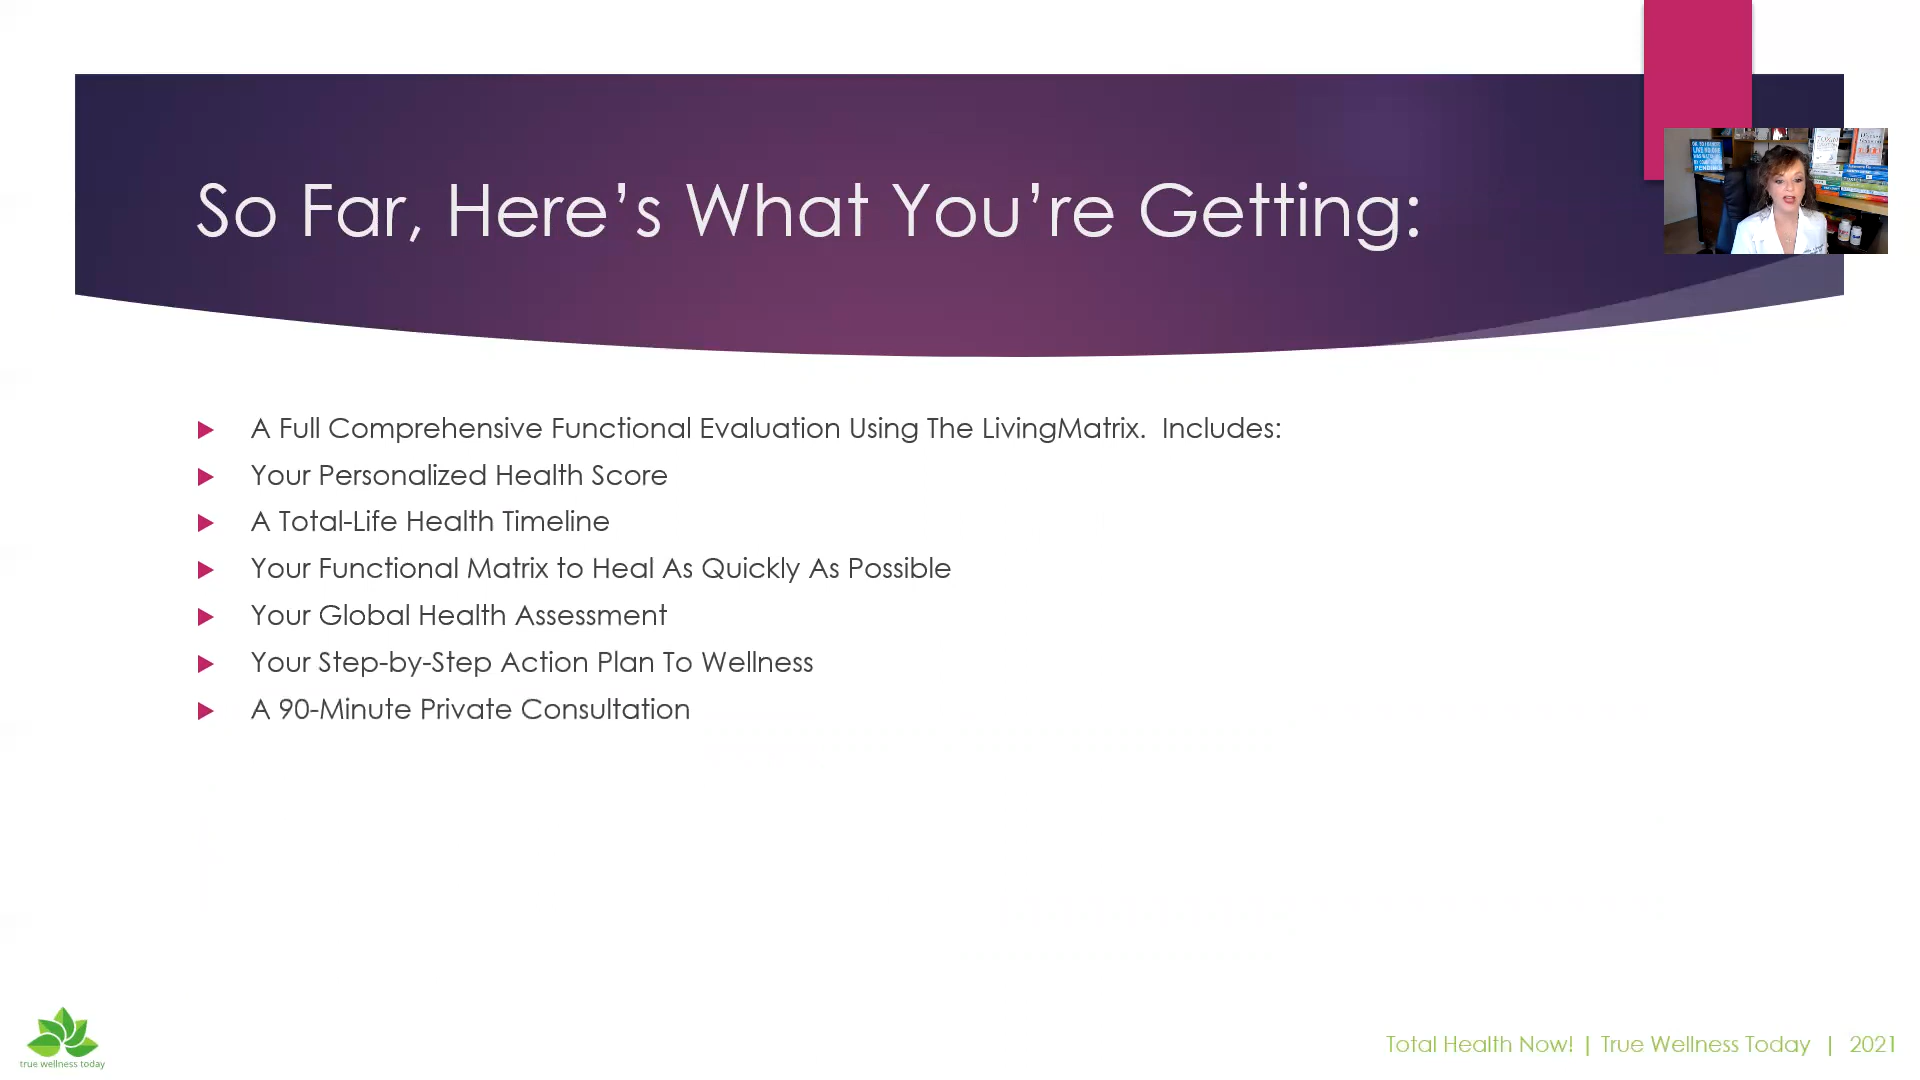 So Far, Here’s What You’re Getting:
A Full Comprehensive Functional Evaluation Using The LivingMatrix.  Includes:
Your Personalized Health Score
A Total-Life Health Timeline
Your Functional Matrix to Heal As Quickly As Possible
Your Global Health Assessment
Your Step-by-Step Action Plan To Wellness
A 90-Minute Private Consultation
true wellness today
Total Health Now! | True Wellness Today | 2021